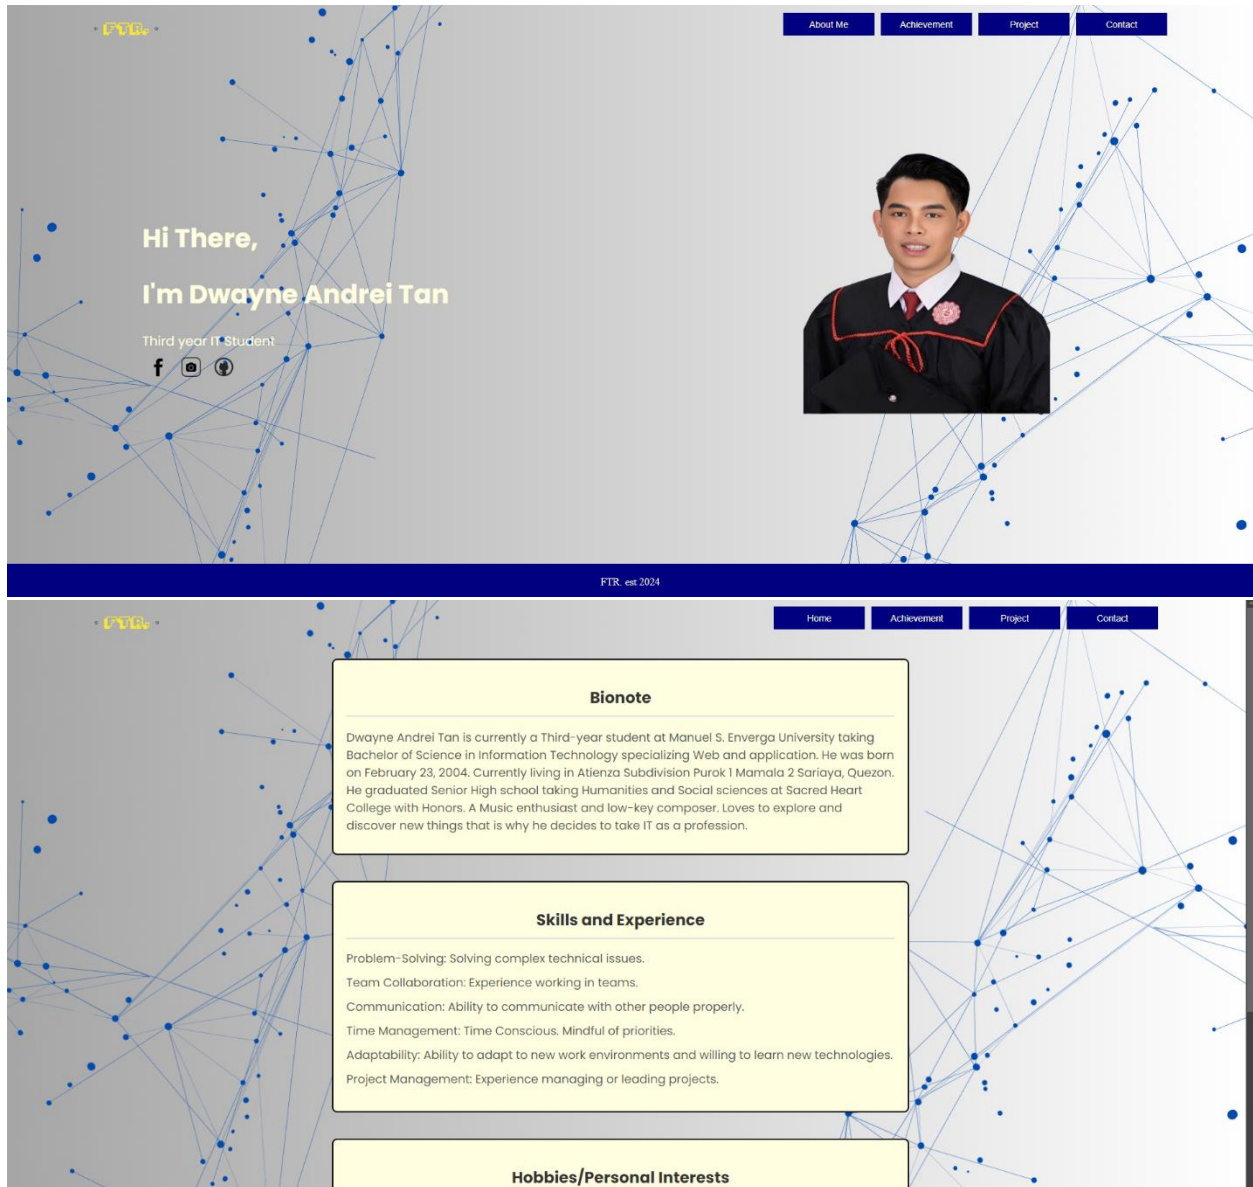 FTR.
About Me Achievement Project Contact
Hi There,
I'm Dwayne Andrei Tan
Third year IT Student
FTR. est 2024
FTR.
Home Achievement Project Contact
Bionote
Dwayne Andrei Tan is currently a Third-year student at Manuel S. Enverga University taking
Bachelor of Science in Information Technology specializing Web and application. He was born
on February 23, 2004. Currently living in Atienza Subdivision Purok 1 Mamala 2 Sariaya, Quezon.
He graduated Senior High school taking Humanities and Social sciences at Sacred Heart
College with Honors. A Music enthusiast and low-key composer. Loves to explore and
discover new things that is why he decides to take IT as a profession.
Skills and Experience
Problem-Solving: Solving complex technical issues.
Team Collaboration: Experience working in teams.
Communication: Ability to communicate with other people properly.
Time Management: Time Conscious. Mindful of priorities.
Adaptability: Ability to adapt to new work environments and willing to learn new technologies.
Project Management: Experience managing or leading projects.
Hobbies/Personal Interests